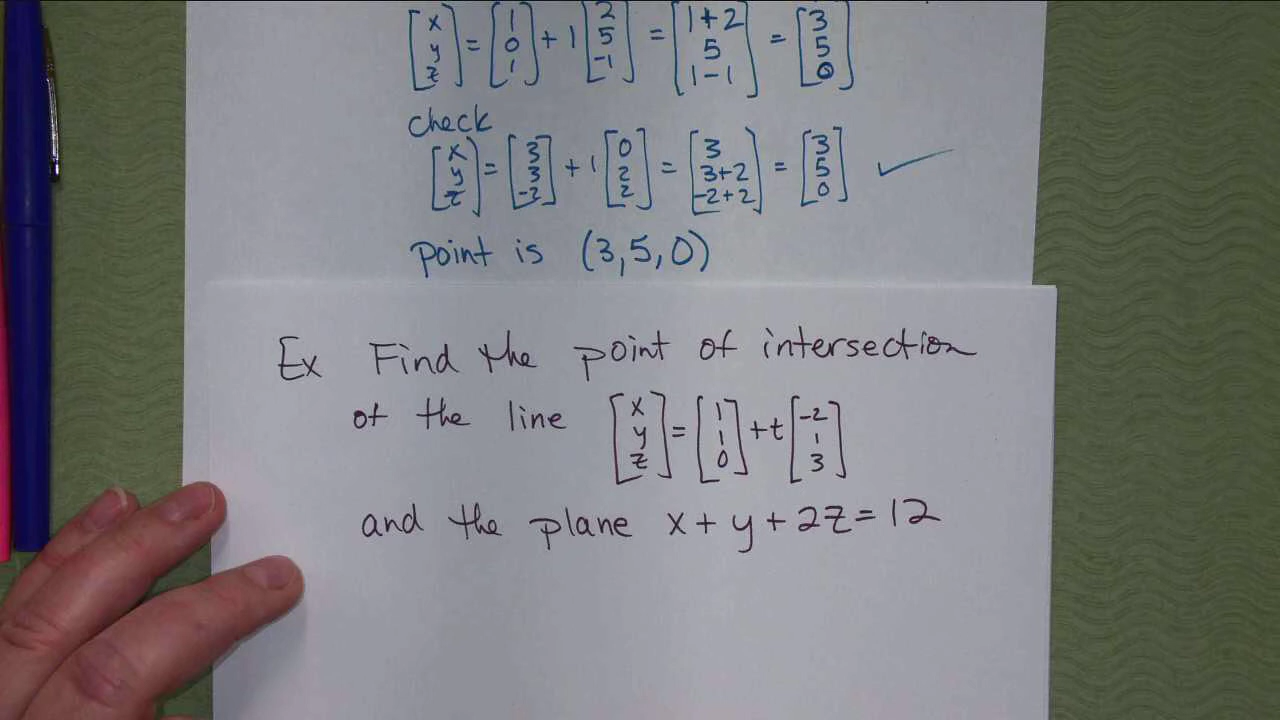 [x y z] = [1 0 1] + 1 [2 5 -1] = [1+2 5 1-1] = [3 5 0]
check
[x y z] = [3 3 -2] + 1 [0 2 2] = [3 3+2 -2+2] = [3 5 0] ✓
point is (3,5,0)
Ex Find the point of intersection
of the line [x y z] = [1 1 0] + t [-2 1 3]
and the plane x + y + 2z = 12